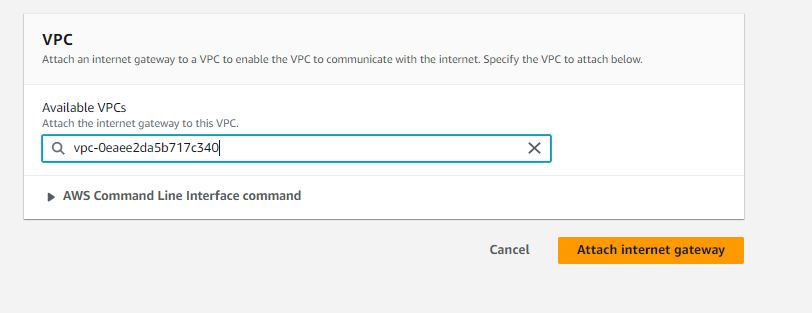 VPC
Attach an internet gateway to a VPC to enable the VPC to communicate with the internet. Specify the VPC to attach below.
Available VPCs
Attach the internet gateway to this VPC.
vpc-0eaee2da5b717c340
AWS Command Line Interface command
Cancel
Attach internet gateway